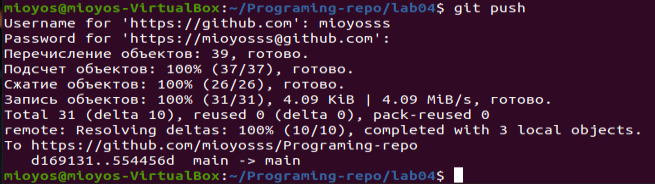 mioyos@mioyos-VirtualBox:~/Programing-repo/lab04$ git push
Username for 'https://github.com': mioyosss
Password for 'https://mioyosss@github.com':
Перечисление объектов: 39, готово.
Подсчет объектов: 100% (37/37), готово.
Сжатие объектов: 100% (26/26), готово.
Запись объектов: 100% (31/31), 4.09 KiB | 4.09 MiB/s, готово.
Total 31 (delta 10), reused 0 (delta 0), pack-reused 0
remote: Resolving deltas: 100% (10/10), completed with 3 local objects.
To https://github.com/mioyosss/Programing-repo
   d169131..554456d  main -> main
mioyos@mioyos-VirtualBox:~/Programing-repo/lab04$